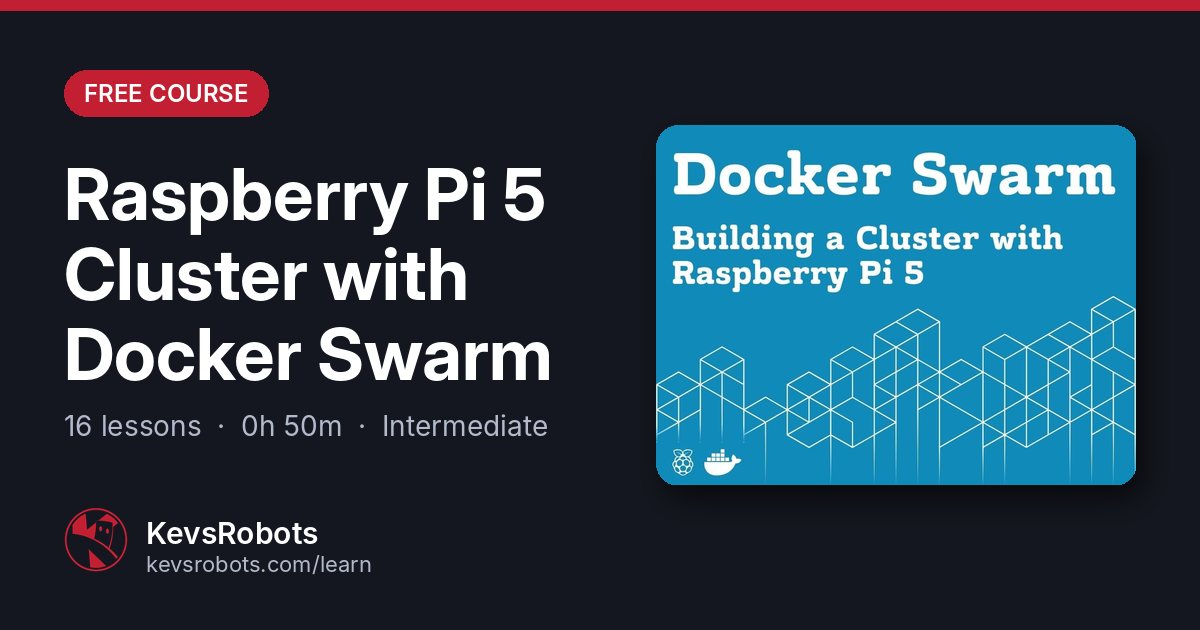 FREE COURSE
Raspberry Pi 5
Cluster with
Docker Swarm
16 lessons · 0h 50m · Intermediate
KevsRobots
kevsrobots.com/learn
Docker Swarm
Building a Cluster with
Raspberry Pi 5